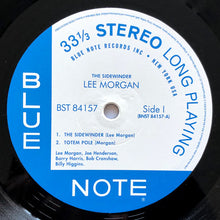 33 1/3 STEREO LONG PLAYING
BLUE NOTE RECORDS INC • NEW YORK USA
THE SIDEWINDER
LEE MORGAN
BST 84157
Side I
(BNST 84157-A)
1. THE SIDEWINDER (Lee Morgan)
2. TOTEM POLE (Morgan)
Lee Morgan, Joe Henderson,
Barry Harris, Bob Cranshaw,
Billy Higgins.
BLUE
NOTE